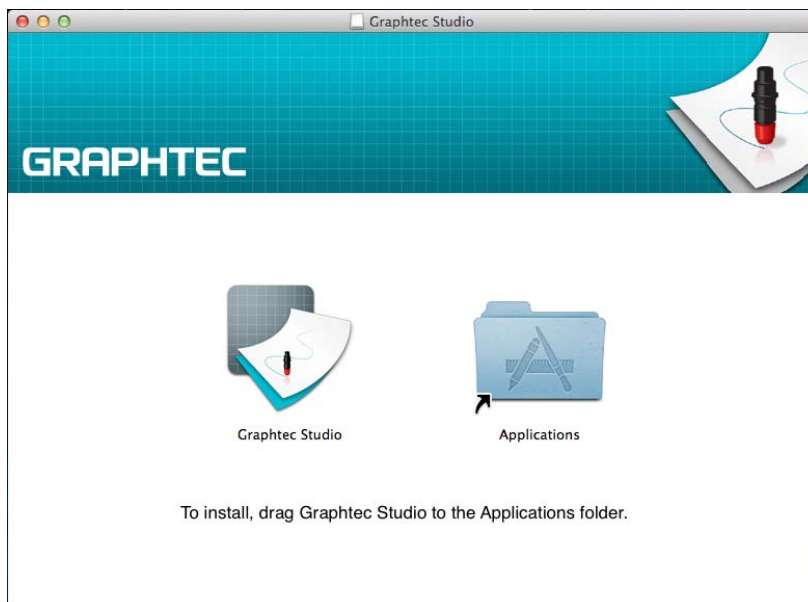 Graphtec Studio
GRAPHTEC
Graphtec Studio
Applications
To install, drag Graphtec Studio to the Applications folder.